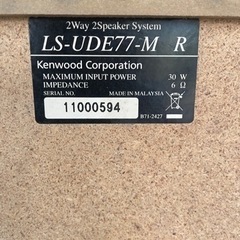 2Way 2Speaker System
LS-UDE77-M R
Kenwood Corporation
MAXIMUM INPUT POWER 30 W
IMPEDANCE 6 Ω
SERIAL NO. MADE IN MALAYSIA
11000594
B71-2427